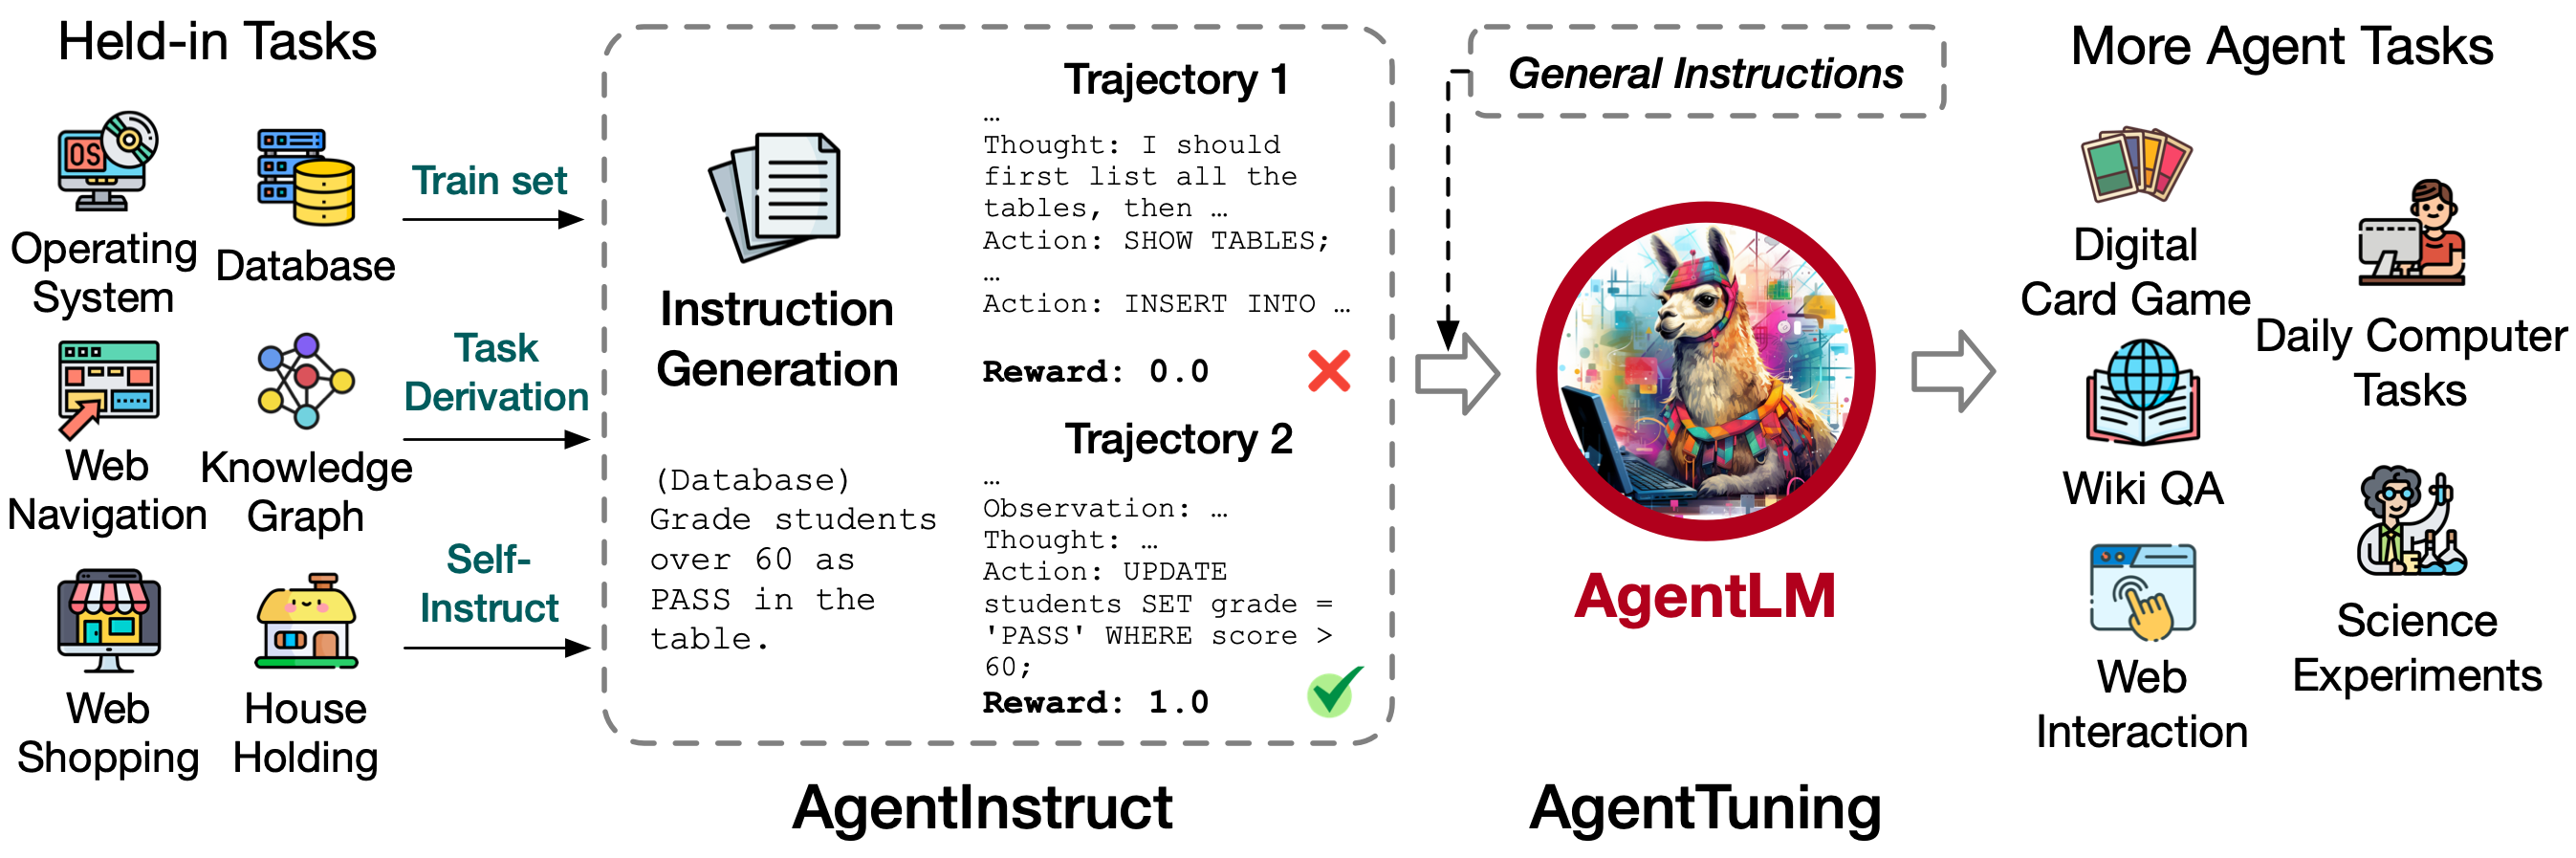 Held-in Tasks
OS
Operating
System
Database
Web
Navigation
Knowledge
Graph
Web
Shopping
House
Holding
Train set
Task
Derivation
Self-
Instruct
Instruction
Generation
(Database)
Grade students
over 60 as
PASS in the
table.
Trajectory 1
…
Thought: I should
first list all the
tables, then …
Action: SHOW TABLES;
…
Action: INSERT INTO …
Reward: 0.0
Trajectory 2
…
Observation: …
Thought: …
Action: UPDATE
students SET grade =
'PASS' WHERE score >
60;
Reward: 1.0
AgentInstruct
General Instructions
AgentLM
AgentTuning
More Agent Tasks
Digital
Card Game
Daily Computer
Tasks
Wiki QA
Science
Experiments
Web
Interaction